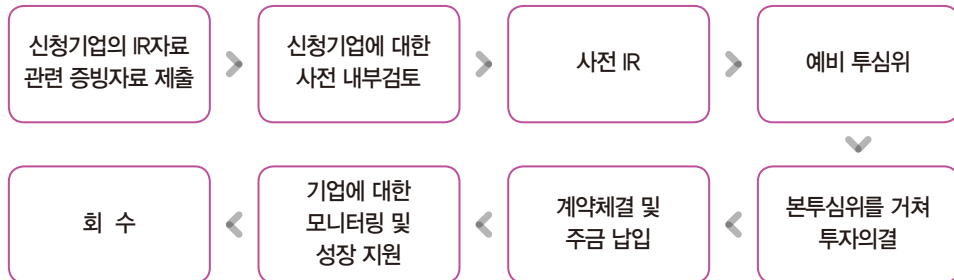 신청기업의 IR자료
관련 증빙자료 제출
신청기업에 대한
사전 내부검토
사전 IR
예비 투심위
본투심위를 거쳐
투자의결
계약체결 및
주금 납입
기업에 대한
모니터링 및
성장 지원
회 수